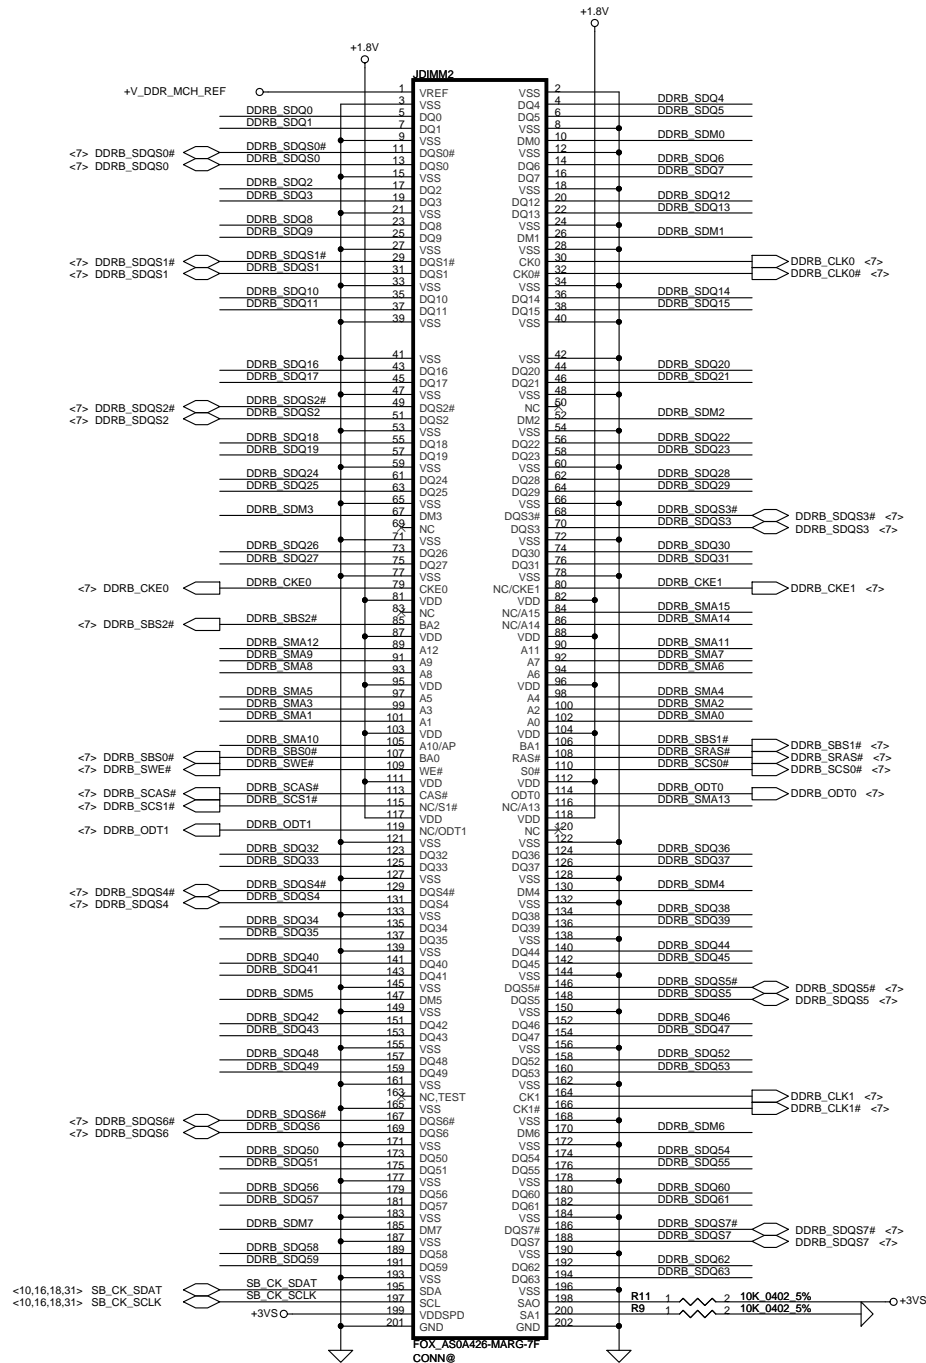 +1.8V
+1.8V
JDIMM2
+V_DDR_MCH_REF 1 VREF VSS 2
3 VSS DQ4 4 DDRB_SDQ4
DDRB_SDQ0 5 DQ0 DQ5 6 DDRB_SDQ5
DDRB_SDQ1 7 DQ1 VSS 8
9 VSS DM0 10 DDRB_SDM0
<7> DDRB_SDQS0# DDRB_SDQS0# 11 DQS0# VSS 12
<7> DDRB_SDQS0 DDRB_SDQS0 13 DQS0 DQ6 14 DDRB_SDQ6
15 VSS DQ7 16 DDRB_SDQ7
DDRB_SDQ2 17 DQ2 VSS 18
DDRB_SDQ3 19 DQ3 DQ12 20 DDRB_SDQ12
21 VSS DQ13 22 DDRB_SDQ13
DDRB_SDQ8 23 DQ8 VSS 24
DDRB_SDQ9 25 DQ9 DM1 26 DDRB_SDM1
27 VSS VSS 28
<7> DDRB_SDQS1# DDRB_SDQS1# 29 DQS1# CK0 30 DDRB_CLK0 <7>
<7> DDRB_SDQS1 DDRB_SDQS1 31 DQS1 CK0# 32 DDRB_CLK0# <7>
33 VSS VSS 34
DDRB_SDQ10 35 DQ10 DQ14 36 DDRB_SDQ14
DDRB_SDQ11 37 DQ11 DQ15 38 DDRB_SDQ15
39 VSS VSS 40
41 VSS VSS 42
DDRB_SDQ16 43 DQ16 DQ20 44 DDRB_SDQ20
DDRB_SDQ17 45 DQ17 DQ21 46 DDRB_SDQ21
47 VSS VSS 48
<7> DDRB_SDQS2# DDRB_SDQS2# 49 DQS2# NC 50
<7> DDRB_SDQS2 DDRB_SDQS2 51 DQS2 DM2 52 DDRB_SDM2
53 VSS VSS 54
DDRB_SDQ18 55 DQ18 DQ22 56 DDRB_SDQ22
DDRB_SDQ19 57 DQ19 DQ23 58 DDRB_SDQ23
59 VSS VSS 60
DDRB_SDQ24 61 DQ24 DQ28 62 DDRB_SDQ28
DDRB_SDQ25 63 DQ25 DQ29 64 DDRB_SDQ29
65 VSS VSS 66
DDRB_SDM3 67 DM3 DQS3# 68 DDRB_SDQS3# DDRB_SDQS3# <7>
69 NC DQS3 70 DDRB_SDQS3 DDRB_SDQS3 <7>
71 VSS VSS 72
DDRB_SDQ26 73 DQ26 DQ30 74 DDRB_SDQ30
DDRB_SDQ27 75 DQ27 DQ31 76 DDRB_SDQ31
77 VSS VSS 78
<7> DDRB_CKE0 DDRB_CKE0 79 CKE0 NC/CKE1 80 DDRB_CKE1 DDRB_CKE1 <7>
81 VDD VDD 82
83 NC NC/A15 84 DDRB_SMA15
<7> DDRB_SBS2# DDRB_SBS2# 85 BA2 NC/A14 86 DDRB_SMA14
87 VDD VDD 88
DDRB_SMA12 89 A12 A11 90 DDRB_SMA11
DDRB_SMA9 91 A9 A7 92 DDRB_SMA7
DDRB_SMA8 93 A8 A6 94 DDRB_SMA6
95 VDD VDD 96
DDRB_SMA5 97 A5 A4 98 DDRB_SMA4
DDRB_SMA3 99 A3 A2 100 DDRB_SMA2
DDRB_SMA1 101 A1 A0 102 DDRB_SMA0
103 VDD VDD 104
DDRB_SMA10 105 A10/AP BA1 106 DDRB_SBS1# DDRB_SBS1# <7>
<7> DDRB_SBS0# DDRB_SBS0# 107 BA0 RAS# 108 DDRB_SRAS# DDRB_SRAS# <7>
<7> DDRB_SWE# DDRB_SWE# 109 WE# S0# 110 DDRB_SCS0# DDRB_SCS0# <7>
111 VDD VDD 112
<7> DDRB_SCAS# DDRB_SCAS# 113 CAS# ODT0 114 DDRB_ODT0 DDRB_ODT0 <7>
<7> DDRB_SCS1# DDRB_SCS1# 115 NC/S1# NC/A13 116 DDRB_SMA13
117 VDD VDD 118
<7> DDRB_ODT1 DDRB_ODT1 119 NC/ODT1 NC 120
121 VSS VSS 122
DDRB_SDQ32 123 DQ32 DQ36 124 DDRB_SDQ36
DDRB_SDQ33 125 DQ33 DQ37 126 DDRB_SDQ37
127 VSS VSS 128
<7> DDRB_SDQS4# DDRB_SDQS4# 129 DQS4# DM4 130 DDRB_SDM4
<7> DDRB_SDQS4 DDRB_SDQS4 131 DQS4 VSS 132
133 VSS DQ38 134 DDRB_SDQ38
DDRB_SDQ34 135 DQ34 DQ39 136 DDRB_SDQ39
DDRB_SDQ35 137 DQ35 VSS 138
139 VSS DQ44 140 DDRB_SDQ44
DDRB_SDQ40 141 DQ40 DQ45 142 DDRB_SDQ45
DDRB_SDQ41 143 DQ41 VSS 144
145 VSS DQS5# 146 DDRB_SDQS5# DDRB_SDQS5# <7>
DDRB_SDM5 147 DM5 DQS5 148 DDRB_SDQS5 DDRB_SDQS5 <7>
149 VSS VSS 150
DDRB_SDQ42 151 DQ42 DQ46 152 DDRB_SDQ46
DDRB_SDQ43 153 DQ43 DQ47 154 DDRB_SDQ47
155 VSS VSS 156
DDRB_SDQ48 157 DQ48 DQ52 158 DDRB_SDQ52
DDRB_SDQ49 159 DQ49 DQ53 160 DDRB_SDQ53
161 VSS VSS 162
163 NC,TEST CK1 164 DDRB_CLK1 <7>
165 VSS CK1# 166 DDRB_CLK1# <7>
<7> DDRB_SDQS6# DDRB_SDQS6# 167 DQS6# VSS 168
<7> DDRB_SDQS6 DDRB_SDQS6 169 DQS6 DM6 170 DDRB_SDM6
171 VSS VSS 172
DDRB_SDQ50 173 DQ50 DQ54 174 DDRB_SDQ54
DDRB_SDQ51 175 DQ51 DQ55 176 DDRB_SDQ55
177 VSS VSS 178
DDRB_SDQ56 179 DQ56 DQ60 180 DDRB_SDQ60
DDRB_SDQ57 181 DQ57 DQ61 182 DDRB_SDQ61
183 VSS VSS 184
DDRB_SDM7 185 DM7 DQS7# 186 DDRB_SDQS7# DDRB_SDQS7# <7>
187 VSS DQS7 188 DDRB_SDQS7 DDRB_SDQS7 <7>
DDRB_SDQ58 189 DQ58 VSS 190
DDRB_SDQ59 191 DQ59 DQ62 192 DDRB_SDQ62
193 VSS DQ63 194 DDRB_SDQ63
<10,16,18,31> SB_CK_SDAT SB_CK_SDAT 195 SDA VSS 196
<10,16,18,31> SB_CK_SCLK SB_CK_SCLK 197 SCL SAO 198 R11 1 2 10K_0402_5% +3VS
+3VS 199 VDDSPD SA1 200 R9 1 2 10K_0402_5%
201 GND GND 202
FOX_AS0A426-MARG-7F
CONN@